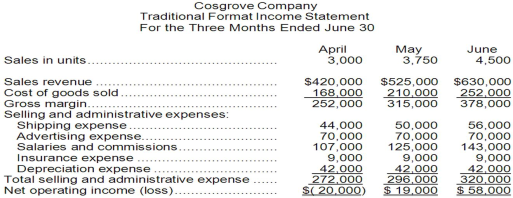 Cosgrove Company
Traditional Format Income Statement
For the Three Months Ended June 30
April May June
Sales in units 3,000 3,750 4,500
Sales revenue $420,000 $525,000 $630,000
Cost of goods sold 168,000 210,000 252,000
Gross margin 252,000 315,000 378,000
Selling and administrative expenses:
Shipping expense 44,000 50,000 56,000
Advertising expense 70,000 70,000 70,000
Salaries and commissions 107,000 125,000 143,000
Insurance expense 9,000 9,000 9,000
Depreciation expense 42,000 42,000 42,000
Total selling and administrative expense 272,000 296,000 320,000
Net operating income (loss) $( 20,000) $ 19,000 $ 58,000